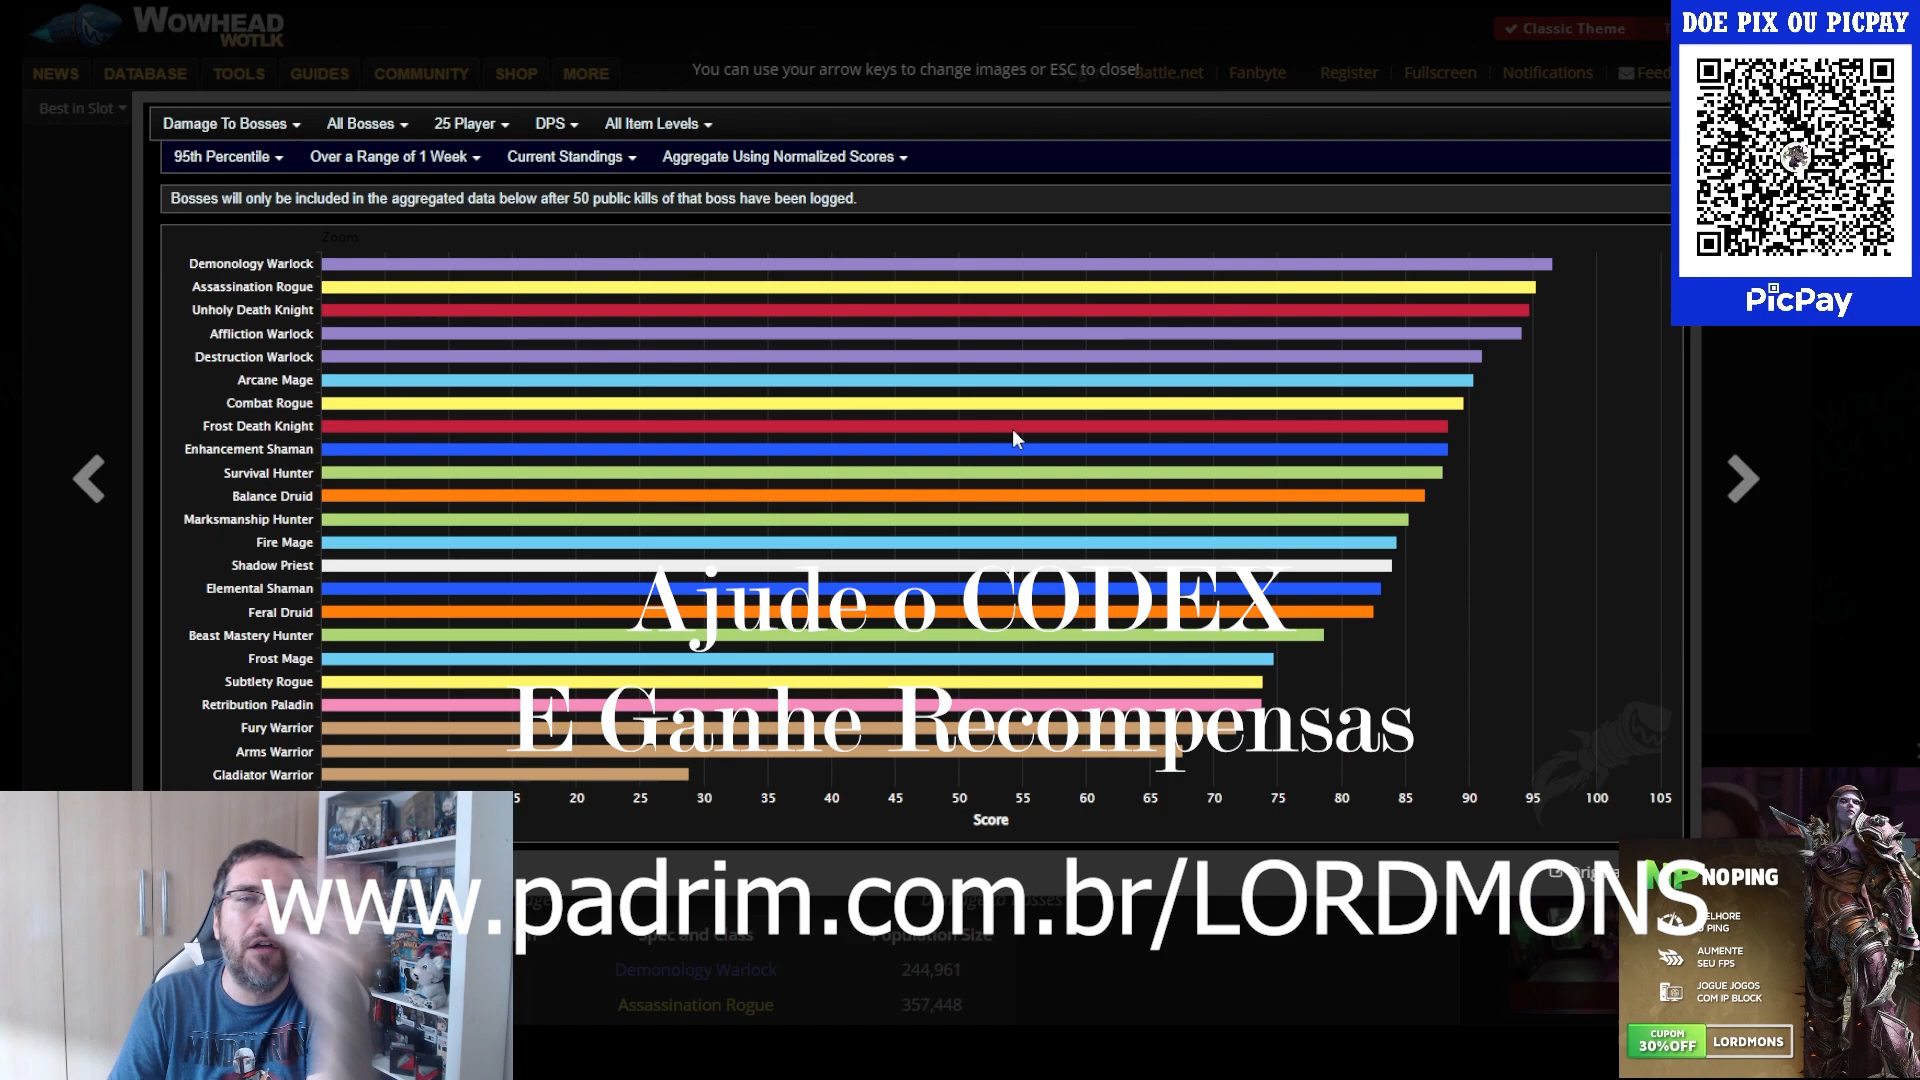 WOWHEAD
WOTLK
Classic Theme
DOE PIX OU PICPAY
NEWS DATABASE TOOLS GUIDES COMMUNITY SHOP MORE
You can use your arrow keys to change images or ESC to close!
Battle.net Fanbyte Register Fullscreen Notifications Feed
Best in Slot
Damage To Bosses All Bosses 25 Player DPS All Item Levels
95th Percentile Over a Range of 1 Week Current Standings Aggregate Using Normalized Scores
Bosses will only be included in the aggregated data below after 50 public kills of that boss have been logged.
PicPay
Zoom
Demonology Warlock
Assassination Rogue
Unholy Death Knight
Affliction Warlock
Destruction Warlock
Arcane Mage
Combat Rogue
Frost Death Knight
Enhancement Shaman
Survival Hunter
Balance Druid
Marksmanship Hunter
Fire Mage
Shadow Priest
Elemental Shaman
Feral Druid
Beast Mastery Hunter
Frost Mage
Subtlety Rogue
Retribution Paladin
Fury Warrior
Arms Warrior
Gladiator Warrior
Ajude o CODEX
E Ganhe Recompensas
5 20 25 30 35 40 45 50 55 60 65 70 75 80 85 90 95 100 105
Score
www.padrim.com.br/LORDMONS
Spec and Class Population Size
Demonology Warlock 244,961
Assassination Rogue 357,448
NOPING
PING
AUMENTE
SEU FPS
JOGUE JOGOS
COM IP BLOCK
CUPOM
30%OFF
LORDMONS